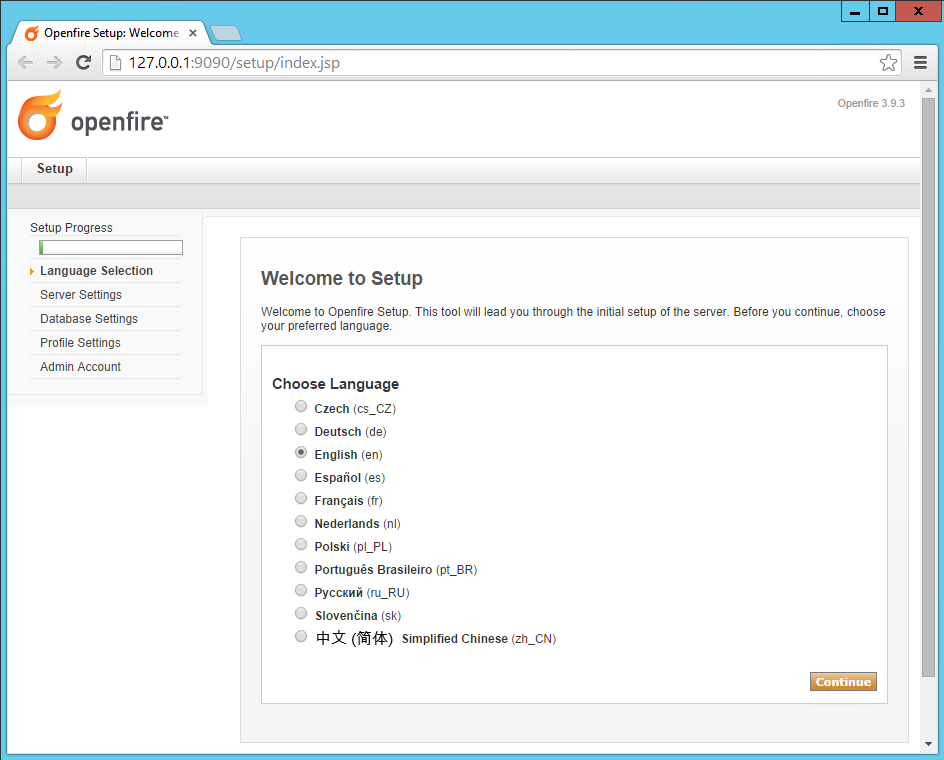 Openfire Setup: Welcome
127.0.0.1:9090/setup/index.jsp
openfire™
Openfire 3.9.3
Setup
Setup Progress
Language Selection
Server Settings
Database Settings
Profile Settings
Admin Account
Welcome to Setup
Welcome to Openfire Setup. This tool will lead you through the initial setup of the server. Before you continue, choose
your preferred language.
Choose Language
Czech (cs_CZ)
Deutsch (de)
English (en)
Español (es)
Français (fr)
Nederlands (nl)
Polski (pl_PL)
Português Brasileiro (pt_BR)
Русский (ru_RU)
Slovenčina (sk)
中文 (简体) Simplified Chinese (zh_CN)
Continue